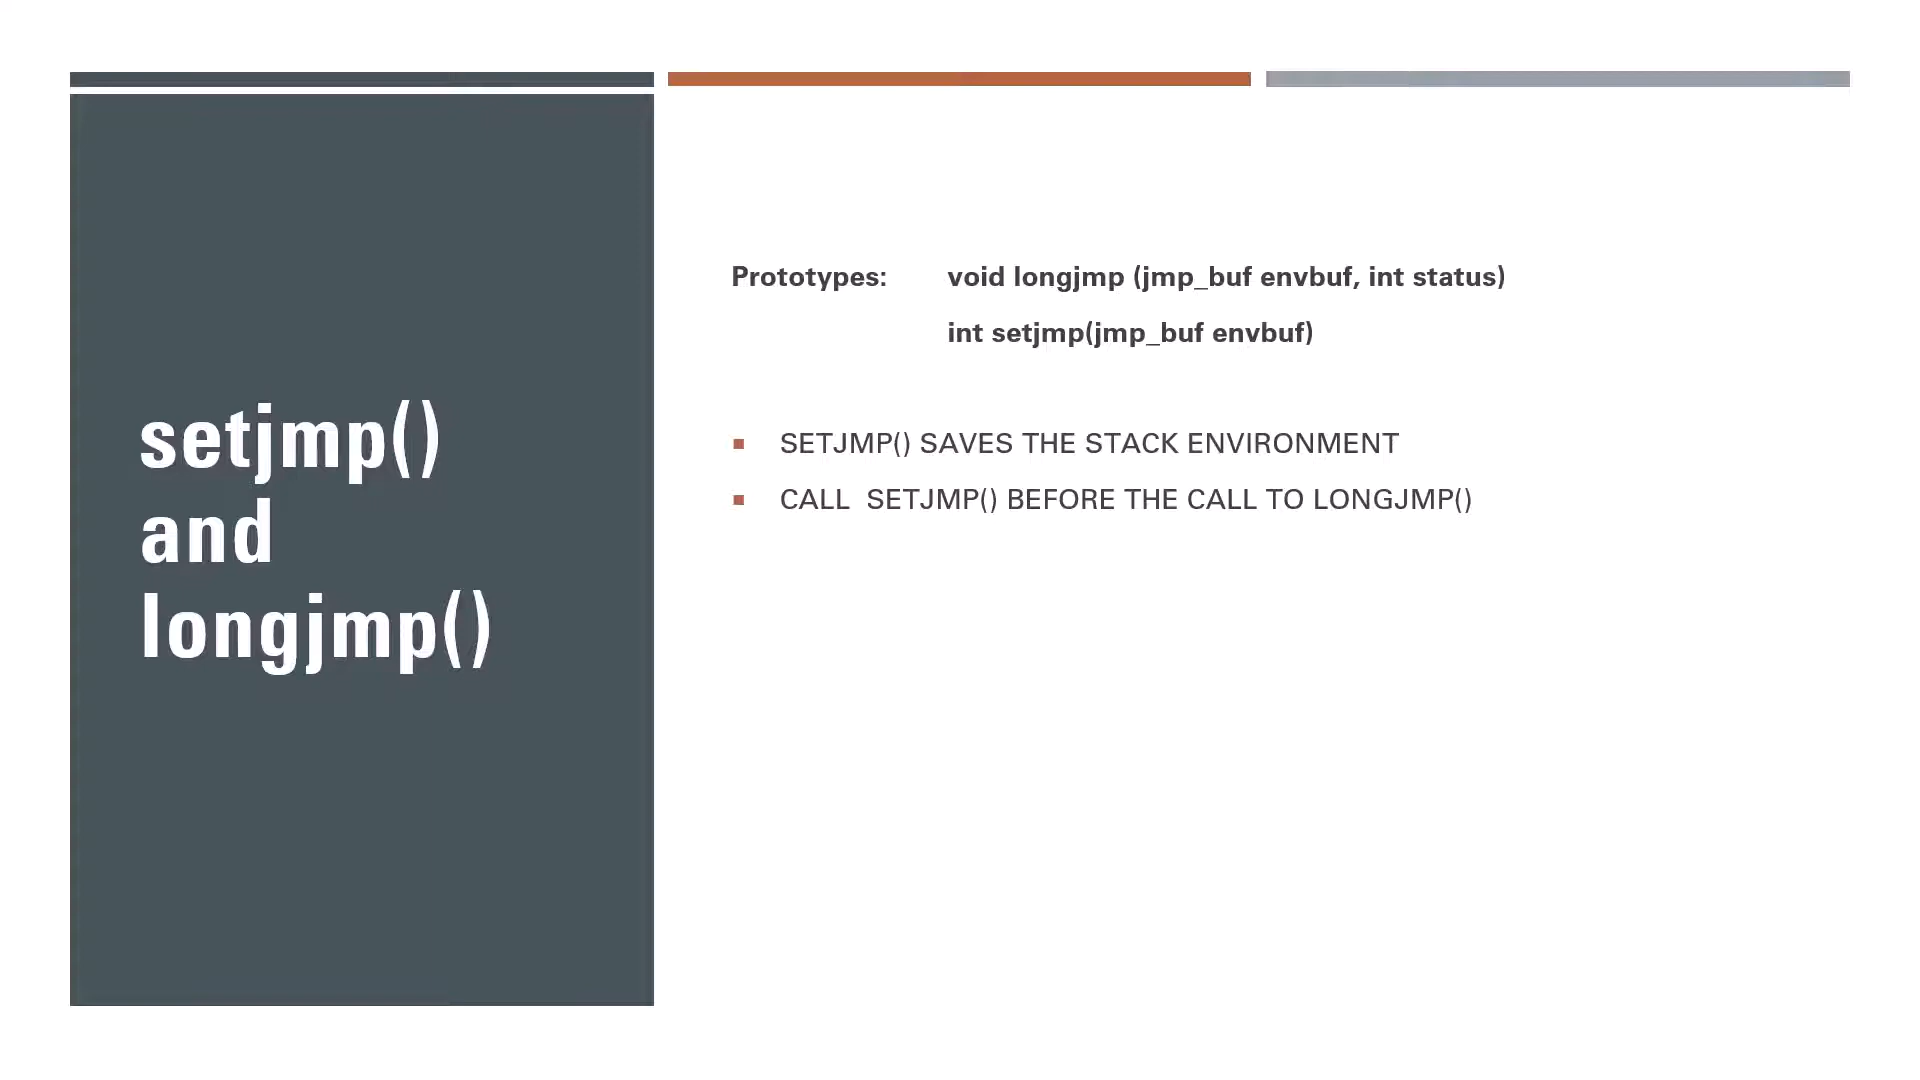 setjmp()
and
longjmp()
Prototypes: void longjmp (jmp_buf envbuf, int status)
int setjmp(jmp_buf envbuf)
▪ SETJMP() SAVES THE STACK ENVIRONMENT
▪ CALL  SETJMP() BEFORE THE CALL TO LONGJMP()